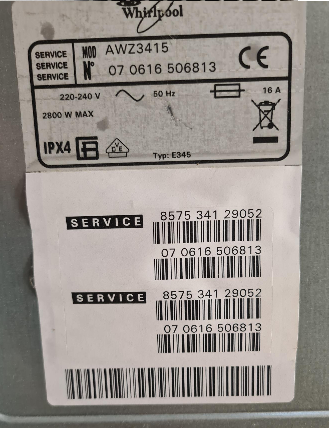 Whirlpool
SERVICE MOD AWZ3415
SERVICE
SERVICE N° 07 0616 506813
CE
220-240 V 50 Hz 16 A
2800 W MAX
IPX4 VDE
Typ: E345
SERVICE 8575 341 29052
07 0616 506813
SERVICE 8575 341 29052
07 0616 506813